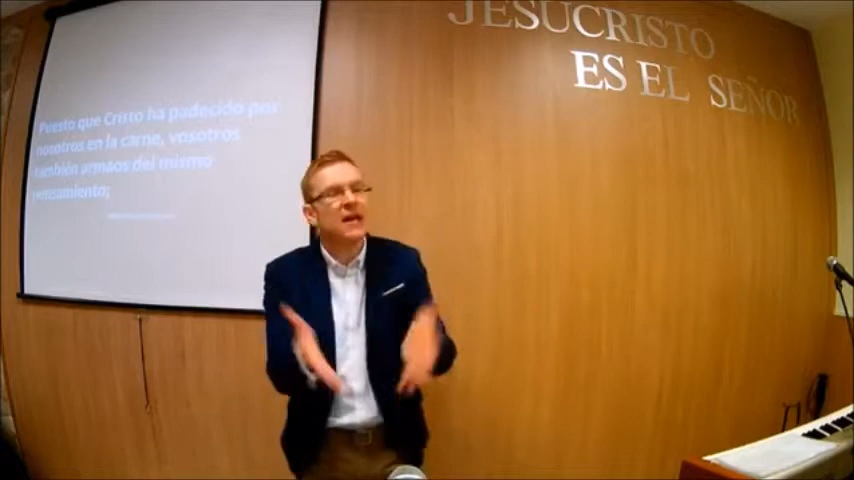 Puesto que Cristo ha padecido por
nosotros en la carne, vosotros
también armaos del mismo
pensamiento;
JESUCRISTO
ES EL SEÑOR